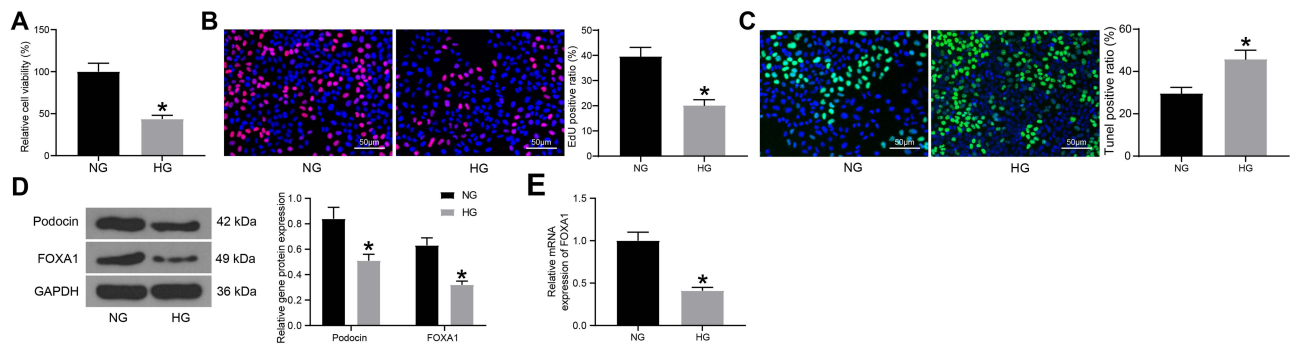 A
Relative cell viability (%)
150
100
50
0
*
NG
HG
B
50μm
50μm
NG
HG
EdU positive ratio (%)
50
40
30
20
10
0
*
NG
HG
C
50μm
50μm
NG
HG
Tunel positive ratio (%)
60
40
20
0
*
NG
HG
D
Podocin
42 kDa
FOXA1
49 kDa
GAPDH
36 kDa
NG
HG
Relative gene protein expression
1.0
0.8
0.6
0.4
0.2
0.0
NG
HG
*
*
Podocin
FOXA1
E
Relative mRNA
expression of FOXA1
1.5
1.0
0.5
0.0
*
NG
HG